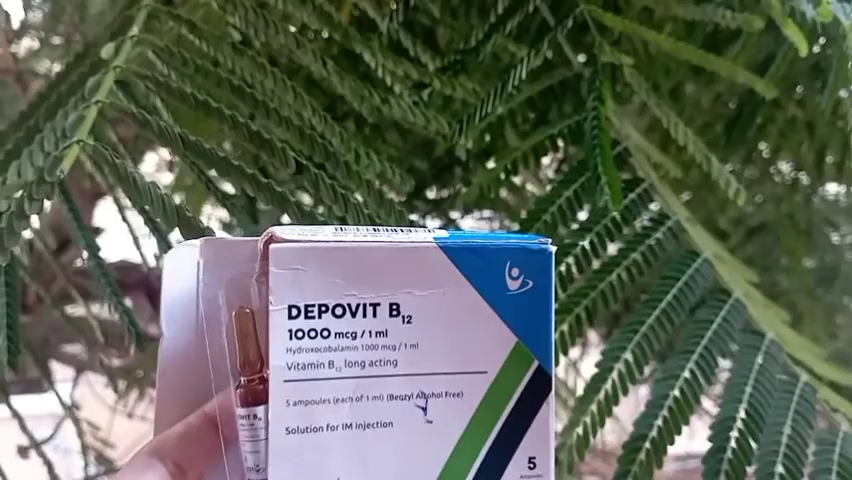 DEPOVIT B12
1000 mcg / 1 ml
Hydroxocobalamin 1000 mcg / 1 ml
Vitamin B12 long acting
5 ampoules (each of 1 ml) (Benzyl Alcohol Free)
Solution for IM injection
5
Ampoules